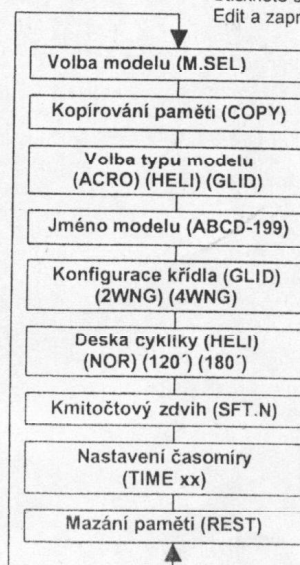 Edit a zapr
Volba modelu (M.SEL)
Kopírování paměti (COPY)
Volba typu modelu
(ACRO) (HELI) (GLID)
Jméno modelu (ABCD-199)
Konfigurace křídla (GLID)
(2WNG) (4WNG)
Deska cykliky (HELI)
(NOR) (120´) (180´)
Kmitočtový zdvih (SFT.N)
Nastavení časomíry
(TIME xx)
Mazání paměti (REST)